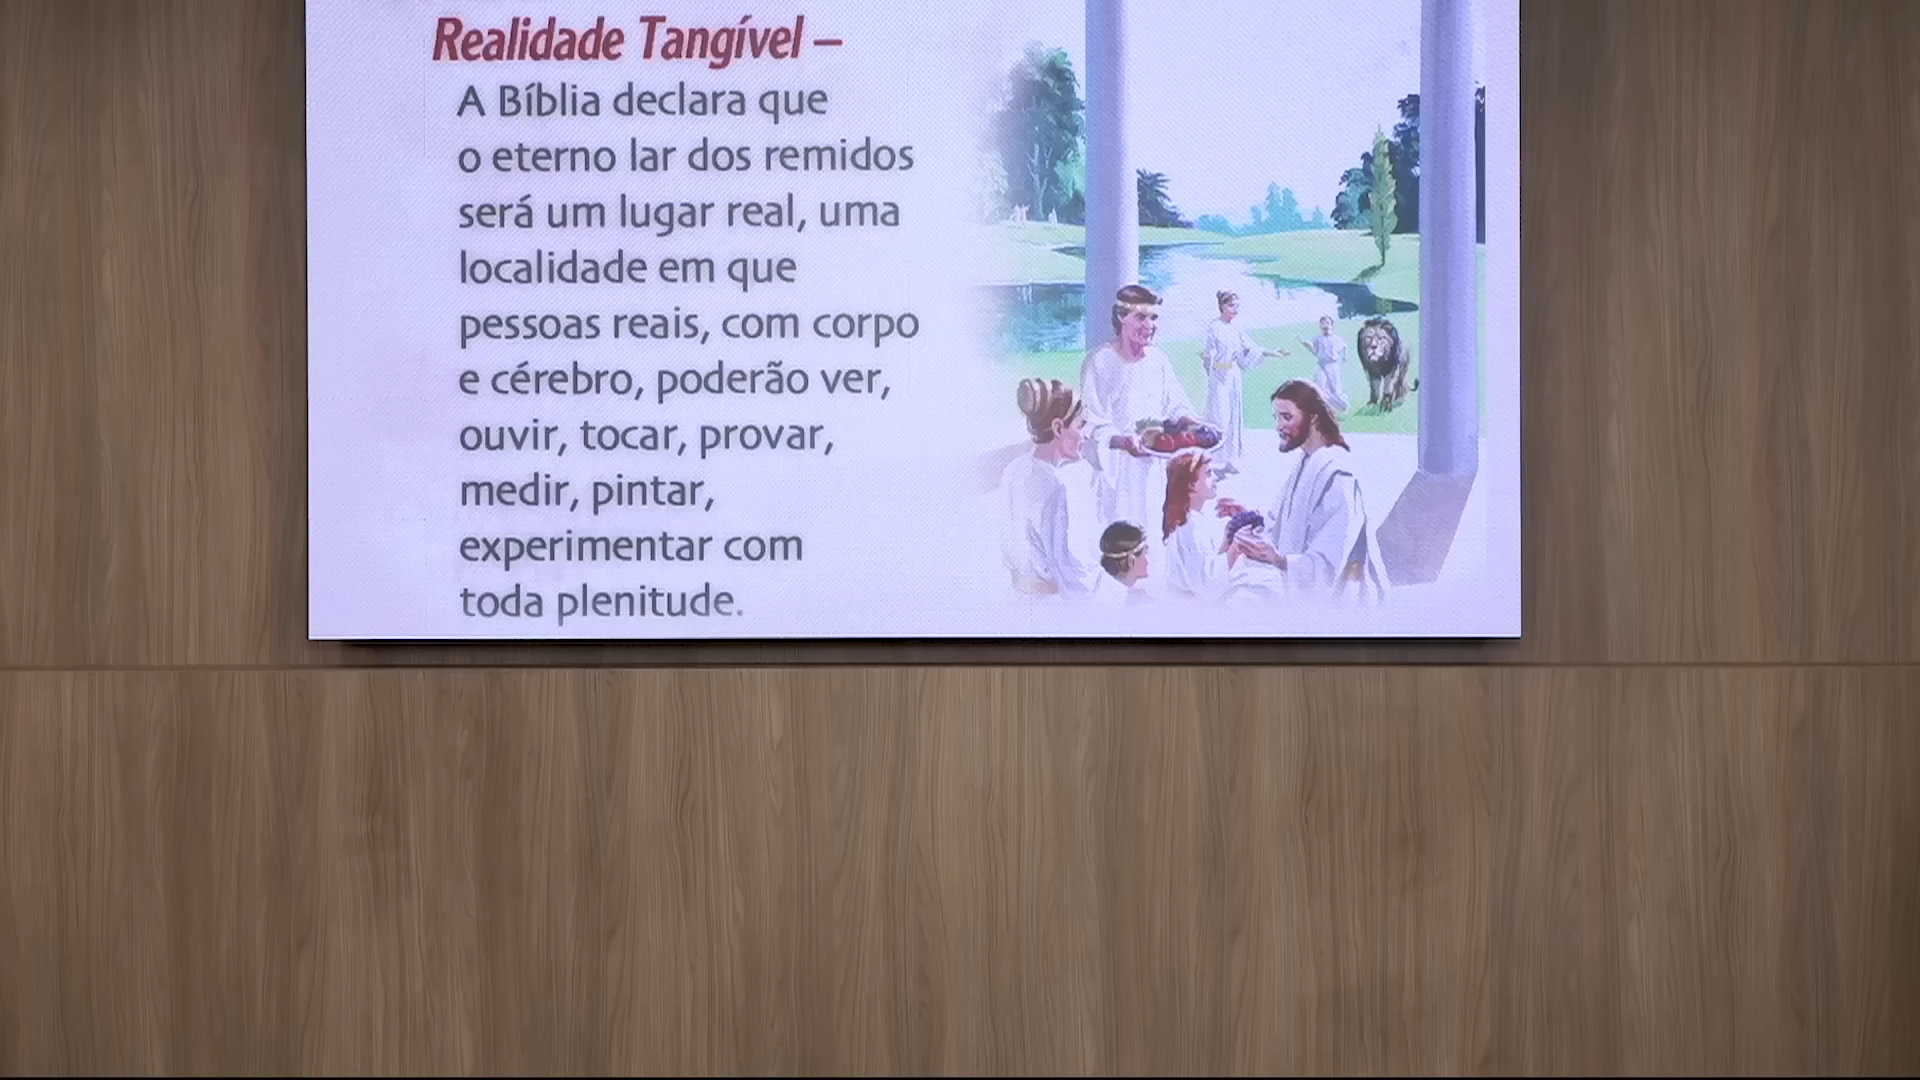 Realidade Tangível –
A Bíblia declara que
o eterno lar dos remidos
será um lugar real, uma
localidade em que
pessoas reais, com corpo
e cérebro, poderão ver,
ouvir, tocar, provar,
medir, pintar,
experimentar com
toda plenitude.